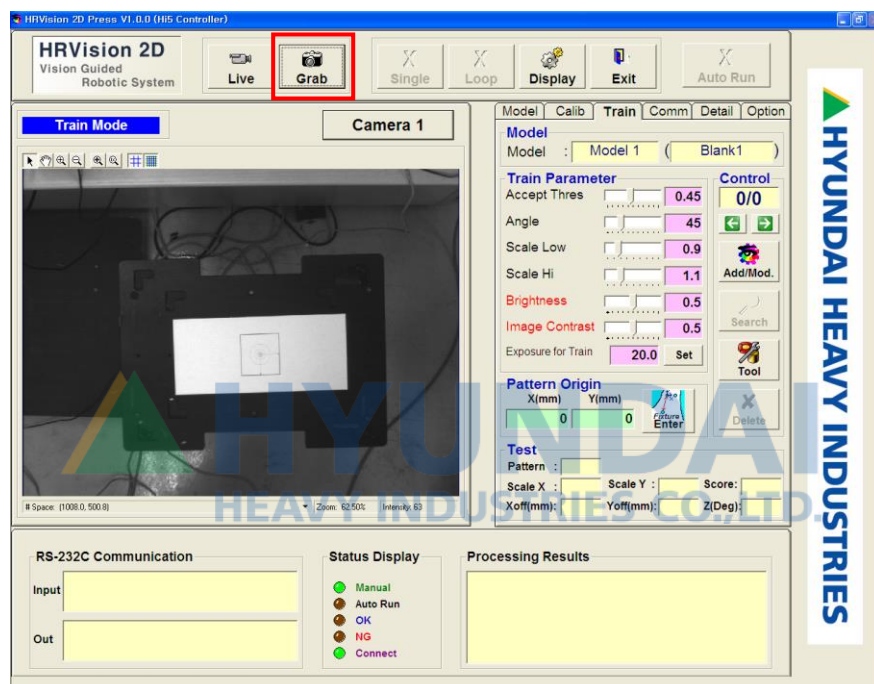 HRVision 2D Press V1.0.0 (Hi5 Controller)
HRVision 2D
Vision Guided
Robotic System
Live
Grab
Single
Loop
Display
Exit
Auto Run
Train Mode
Camera 1
Model Calib Train Comm Detail Option
Model
Model : Model 1 ( Blank1 )
Train Parameter
Accept Thres 0.45
Angle 45
Scale Low 0.9
Scale Hi 1.1
Brightness 0.5
Image Contrast 0.5
Exposure for Train 20.0 Set
Control
0/0
Add/Mod.
Search
Tool
Delete
Pattern Origin
X(mm) Y(mm)
0 0
Fixture
Enter
Test
Pattern :
Scale X : Scale Y : Score:
Xoff(mm): Yoff(mm): Z(Deg):
# Space: (1008.0, 500.8) Zoom: 62.50% Intensity: 63
RS-232C Communication
Input
Out
Status Display
Manual
Auto Run
OK
NG
Connect
Processing Results
HYUNDAI HEAVY INDUSTRIES
HYUNDAI
HEAVY INDUSTRIES CO.,LTD.